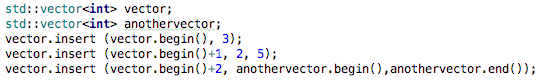 std::vector<int> vector;
std::vector<int> anothervector;
vector.insert (vector.begin(), 3);
vector.insert (vector.begin()+1, 2, 5);
vector.insert (vector.begin()+2, anothervector.begin(),anothervector.end());